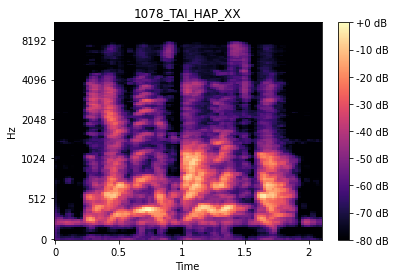 1078_TAI_HAP_XX
Hz
8192
4096
2048
1024
512
0
0
0.5
1
1.5
2
Time
+0 dB
-10 dB
-20 dB
-30 dB
-40 dB
-50 dB
-60 dB
-70 dB
-80 dB